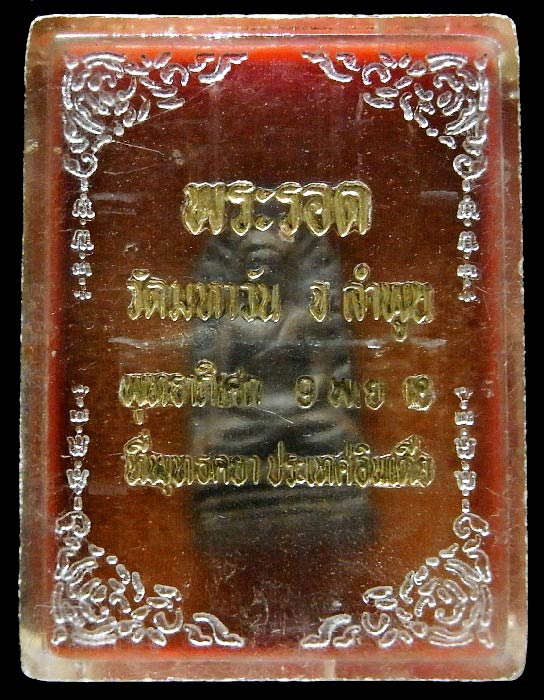 พระรอด
วัดมหาวัน จ ลำพูน
พุทธาภิเษก 9 พ.ย
ที่พุทธคยา ประเทศอินเดีย